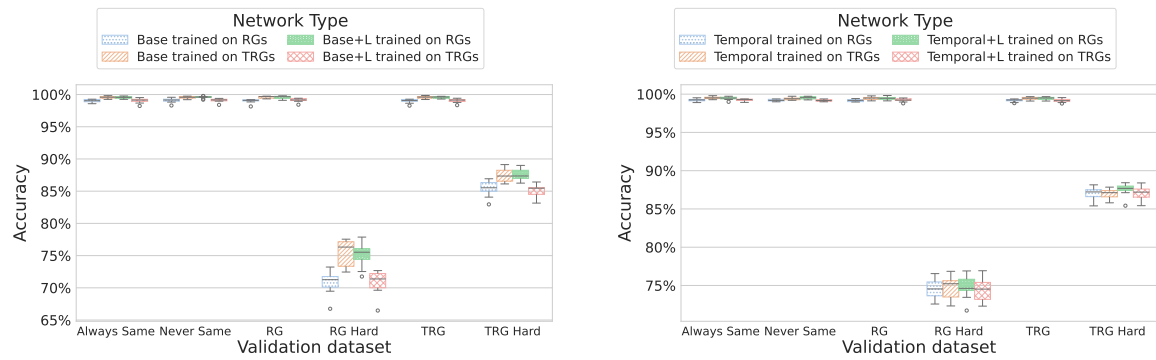 Network Type
Base trained on RGs
Base+L trained on RGs
Base trained on TRGs
Base+L trained on TRGs
100%
95%
90%
85%
80%
75%
70%
65%
Accuracy
Always Same
Never Same
RG
RG Hard
TRG
TRG Hard
Validation dataset
Network Type
Temporal trained on RGs
Temporal+L trained on RGs
Temporal trained on TRGs
Temporal+L trained on TRGs
100%
95%
90%
85%
80%
75%
Accuracy
Always Same
Never Same
RG
RG Hard
TRG
TRG Hard
Validation dataset